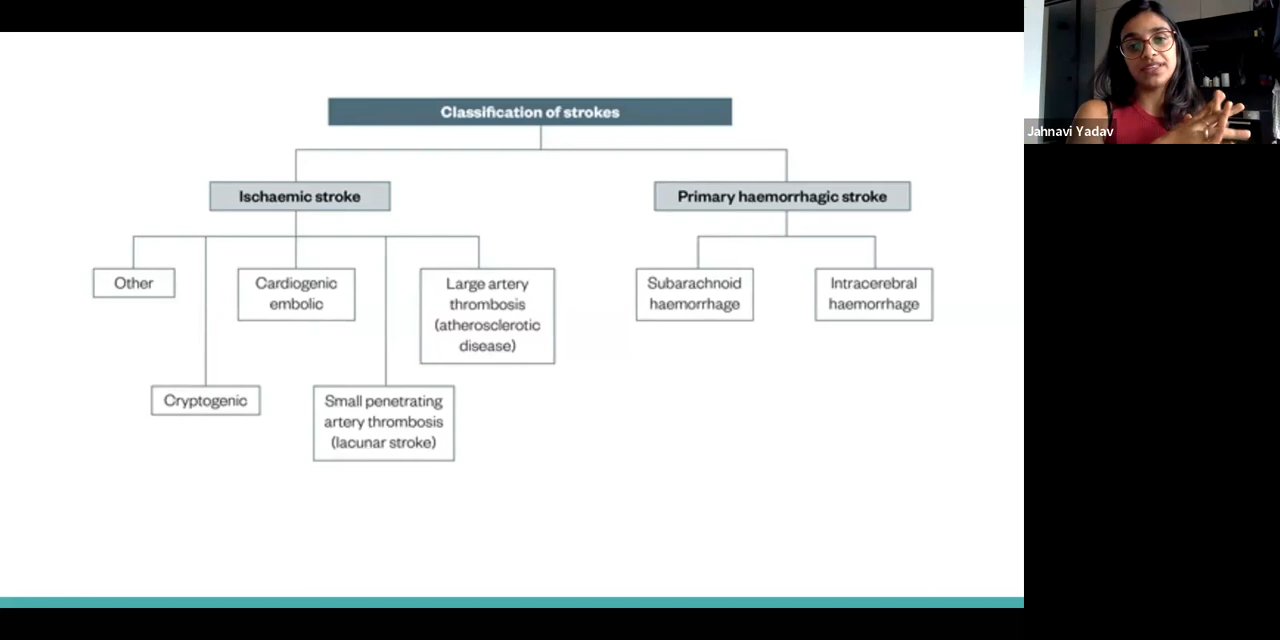 Classification of strokes
Ischaemic stroke
Primary haemorrhagic stroke
Other
Cardiogenic
embolic
Large artery
thrombosis
(atherosclerotic
disease)
Subarachnoid
haemorrhage
Intracerebral
haemorrhage
Cryptogenic
Small penetrating
artery thrombosis
(lacunar stroke)
Jahnavi Yadav